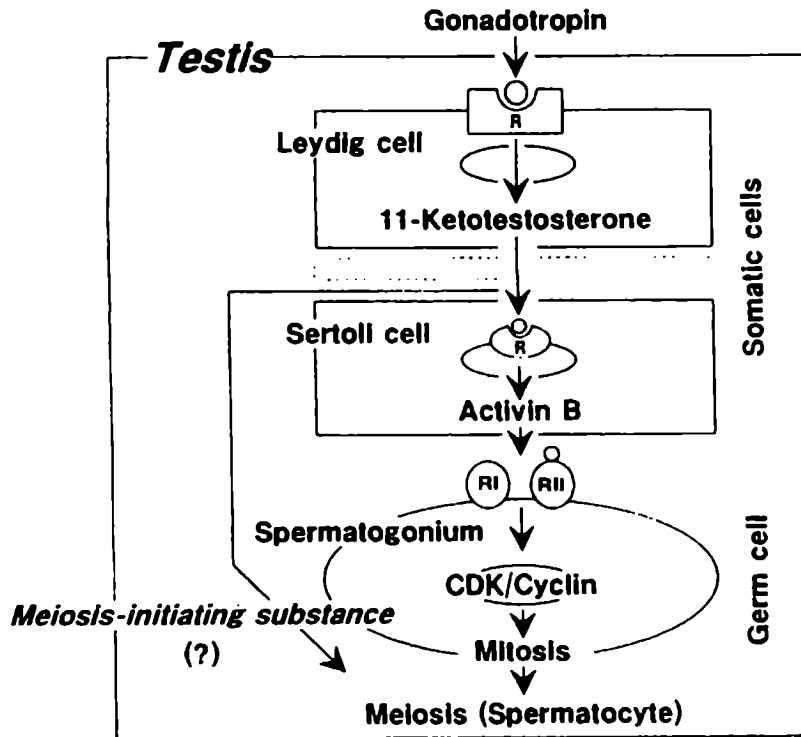 Gonadotropin
Testis
R
Leydig cell
11-Ketotestosterone
Somatic cells
Sertoli cell
R
Activin B
RI
RII
Spermatogonium
Germ cell
CDK/Cyclin
Meiosis-initiating substance
(?)
Mitosis
Meiosis (Spermatocyte)